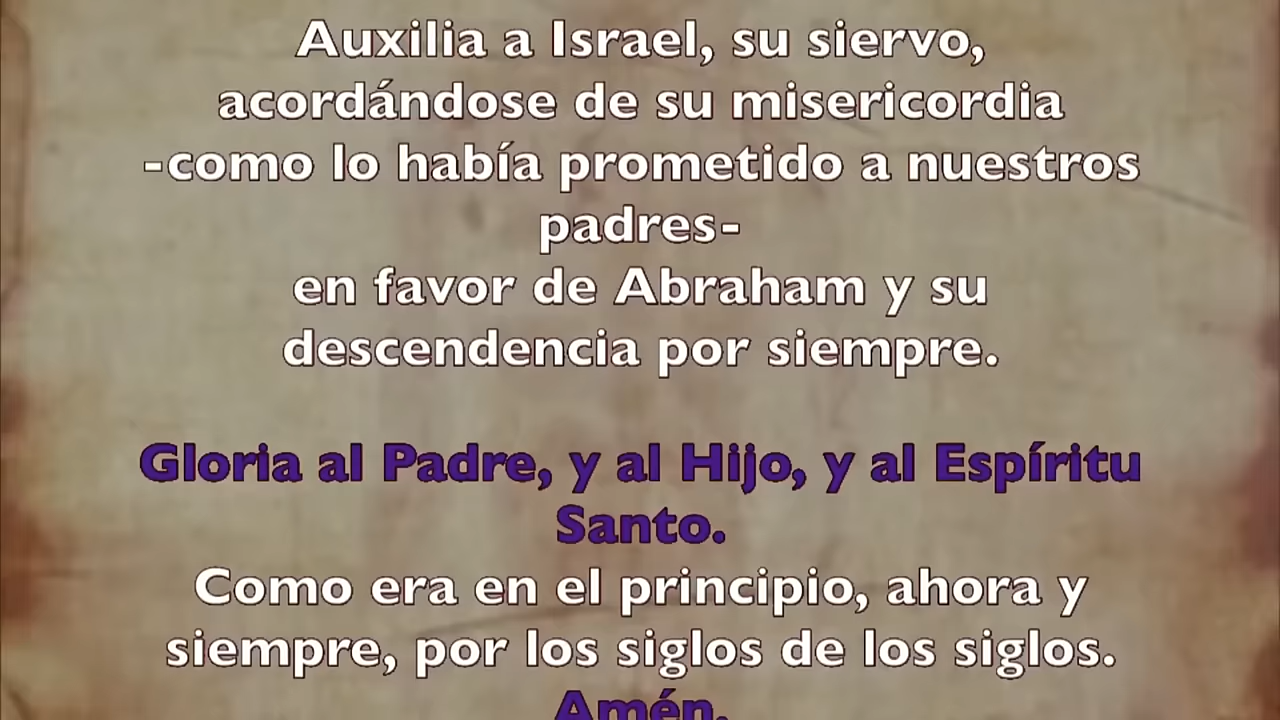 Auxilia a Israel, su siervo,
acordándose de su misericordia
-como lo había prometido a nuestros
padres-
en favor de Abraham y su
descendencia por siempre.
Gloria al Padre, y al Hijo, y al Espíritu
Santo.
Como era en el principio, ahora y
siempre, por los siglos de los siglos.
Amén.